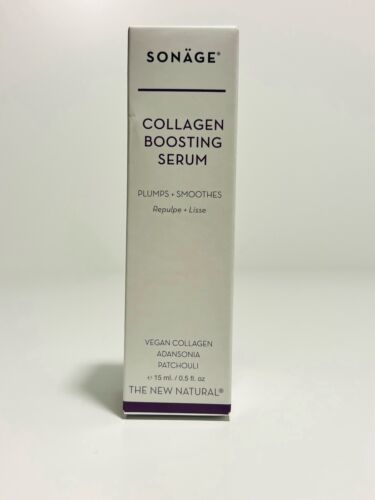 SONÄGE®
COLLAGEN
BOOSTING
SERUM
PLUMPS + SMOOTHES
Repulpe + Lisse
VEGAN COLLAGEN
ADANSONIA
PATCHOULI
℮ 15 ml. / 0.5 fl. oz
THE NEW NATURAL®